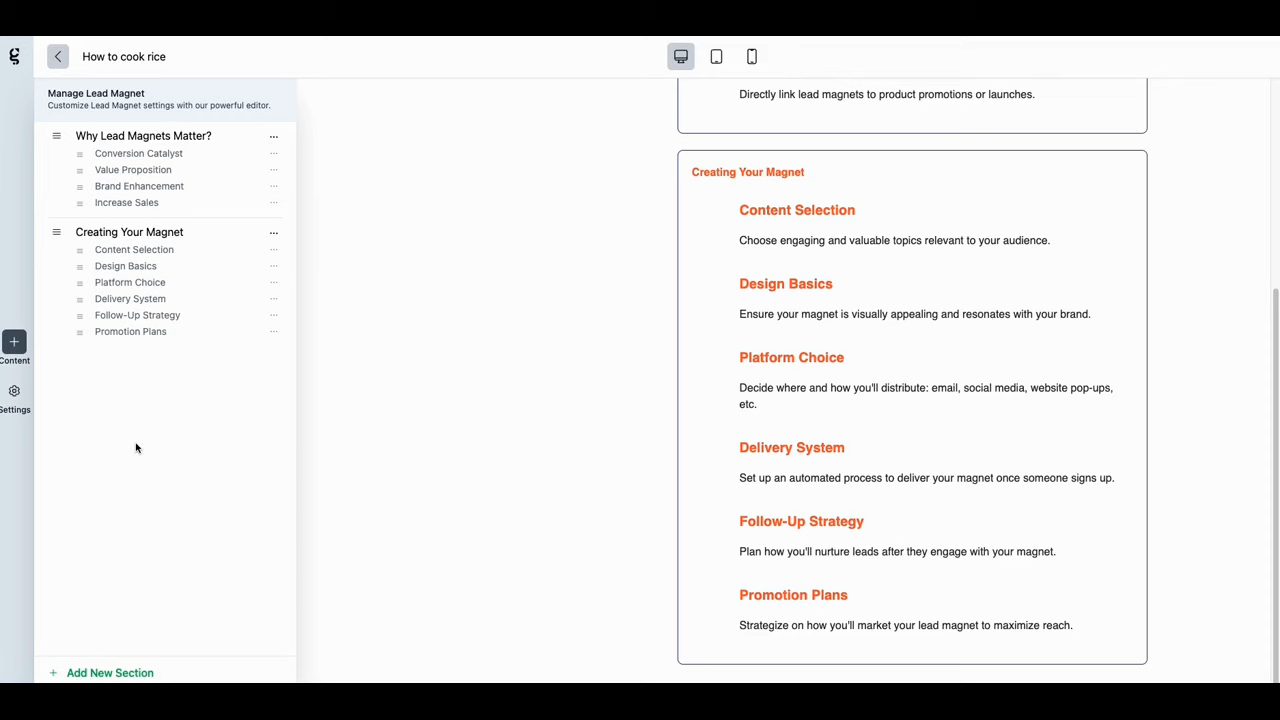 How to cook rice
Manage Lead Magnet
Customize Lead Magnet settings with our powerful editor.
Why Lead Magnets Matter?
Conversion Catalyst
Value Proposition
Brand Enhancement
Increase Sales
Creating Your Magnet
Content Selection
Design Basics
Platform Choice
Delivery System
Follow-Up Strategy
Promotion Plans
Add New Section
Content
Settings
Directly link lead magnets to product promotions or launches.
Creating Your Magnet
Content Selection
Choose engaging and valuable topics relevant to your audience.
Design Basics
Ensure your magnet is visually appealing and resonates with your brand.
Platform Choice
Decide where and how you'll distribute: email, social media, website pop-ups,
etc.
Delivery System
Set up an automated process to deliver your magnet once someone signs up.
Follow-Up Strategy
Plan how you'll nurture leads after they engage with your magnet.
Promotion Plans
Strategize on how you'll market your lead magnet to maximize reach.